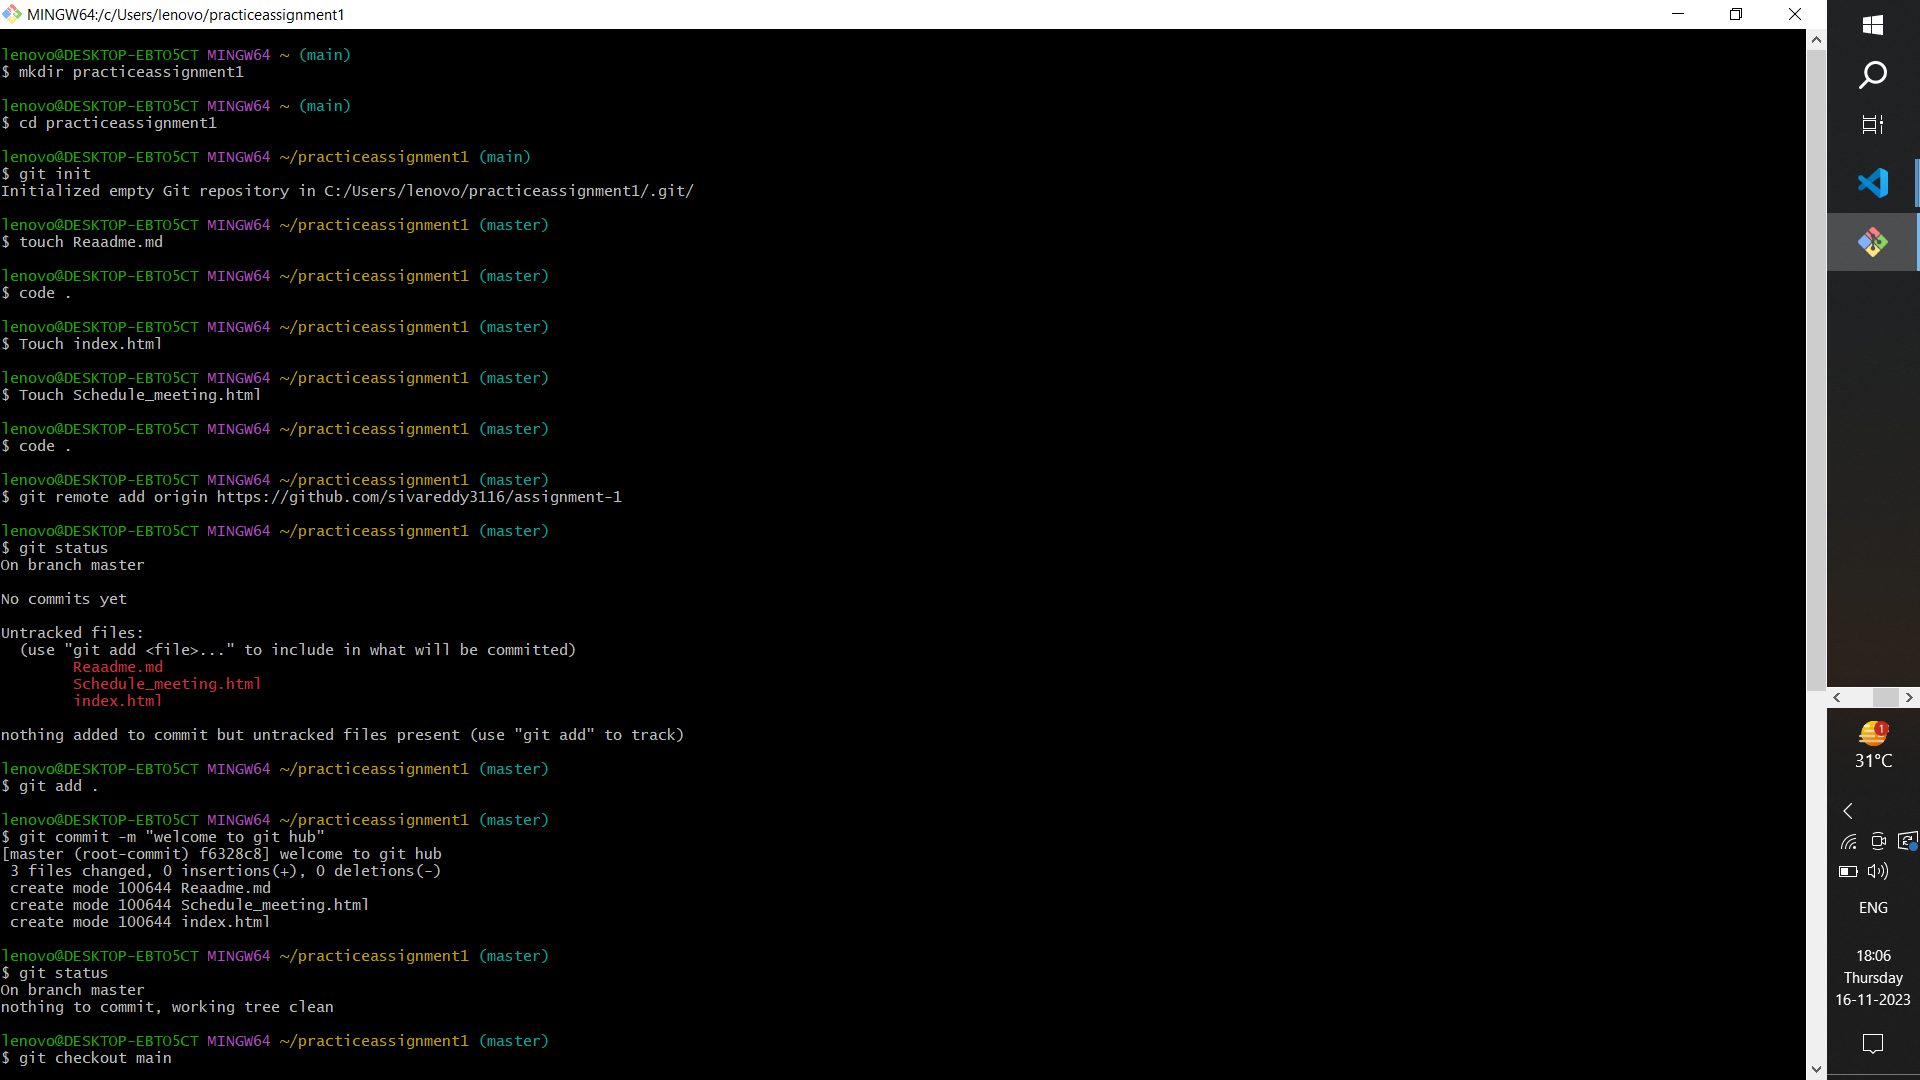 MINGW64:/c/Users/lenovo/practiceassignment1
lenovo@DESKTOP-EBTO5CT MINGW64 ~ (main)
$ mkdir practiceassignment1
lenovo@DESKTOP-EBTO5CT MINGW64 ~ (main)
$ cd practiceassignment1
lenovo@DESKTOP-EBTO5CT MINGW64 ~/practiceassignment1 (main)
$ git init
Initialized empty Git repository in C:/Users/lenovo/practiceassignment1/.git/
lenovo@DESKTOP-EBTO5CT MINGW64 ~/practiceassignment1 (master)
$ touch Reaadme.md
lenovo@DESKTOP-EBTO5CT MINGW64 ~/practiceassignment1 (master)
$ code .
lenovo@DESKTOP-EBTO5CT MINGW64 ~/practiceassignment1 (master)
$ Touch index.html
lenovo@DESKTOP-EBTO5CT MINGW64 ~/practiceassignment1 (master)
$ Touch Schedule_meeting.html
lenovo@DESKTOP-EBTO5CT MINGW64 ~/practiceassignment1 (master)
$ code .
lenovo@DESKTOP-EBTO5CT MINGW64 ~/practiceassignment1 (master)
$ git remote add origin https://github.com/sivareddy3116/assignment-1
lenovo@DESKTOP-EBTO5CT MINGW64 ~/practiceassignment1 (master)
$ git status
On branch master
No commits yet
Untracked files:
  (use "git add <file>..." to include in what will be committed)
        Reaadme.md
        Schedule_meeting.html
        index.html
nothing added to commit but untracked files present (use "git add" to track)
lenovo@DESKTOP-EBTO5CT MINGW64 ~/practiceassignment1 (master)
$ git add .
lenovo@DESKTOP-EBTO5CT MINGW64 ~/practiceassignment1 (master)
$ git commit -m "welcome to git hub"
[master (root-commit) f6328c8] welcome to git hub
 3 files changed, 0 insertions(+), 0 deletions(-)
 create mode 100644 Reaadme.md
 create mode 100644 Schedule_meeting.html
 create mode 100644 index.html
lenovo@DESKTOP-EBTO5CT MINGW64 ~/practiceassignment1 (master)
$ git status
On branch master
nothing to commit, working tree clean
lenovo@DESKTOP-EBTO5CT MINGW64 ~/practiceassignment1 (master)
$ git checkout main
1
31°C
ENG
18:06
Thursday
16-11-2023